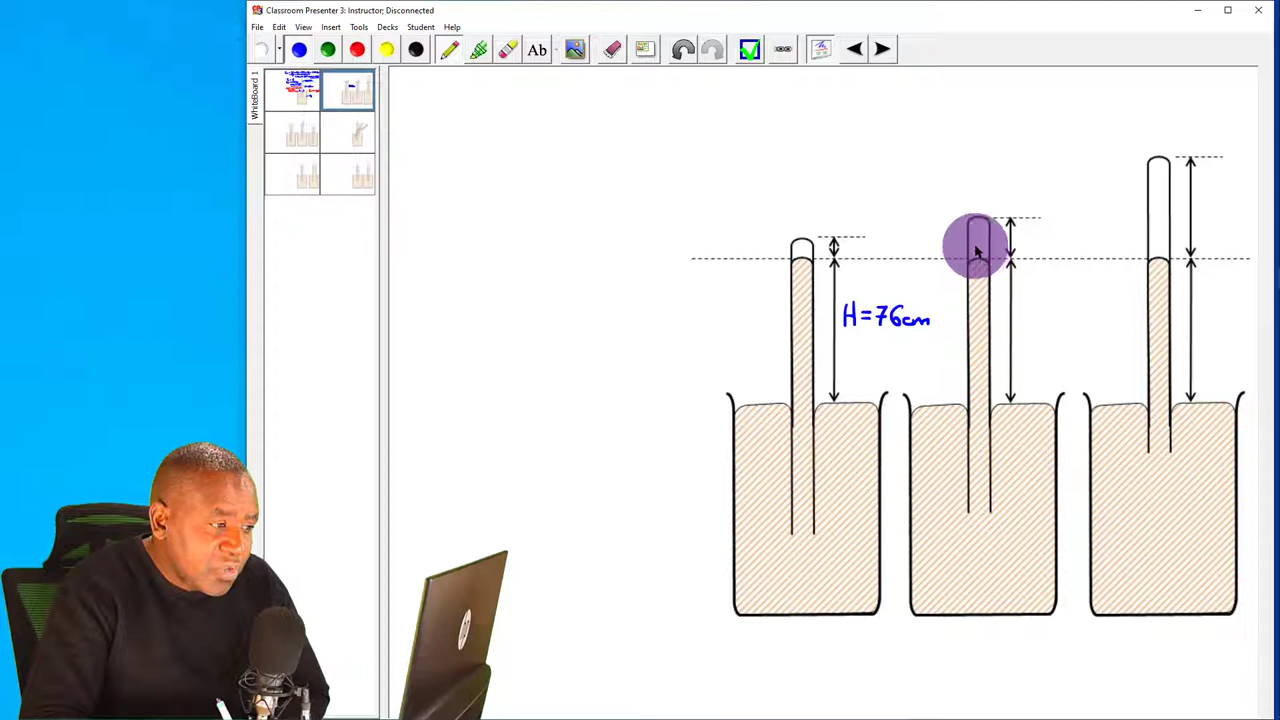 Classroom Presenter 3: Instructor; Disconnected
File Edit View Insert Tools Decks Student Help
Ab
WhiteBoard 1
H=76cm